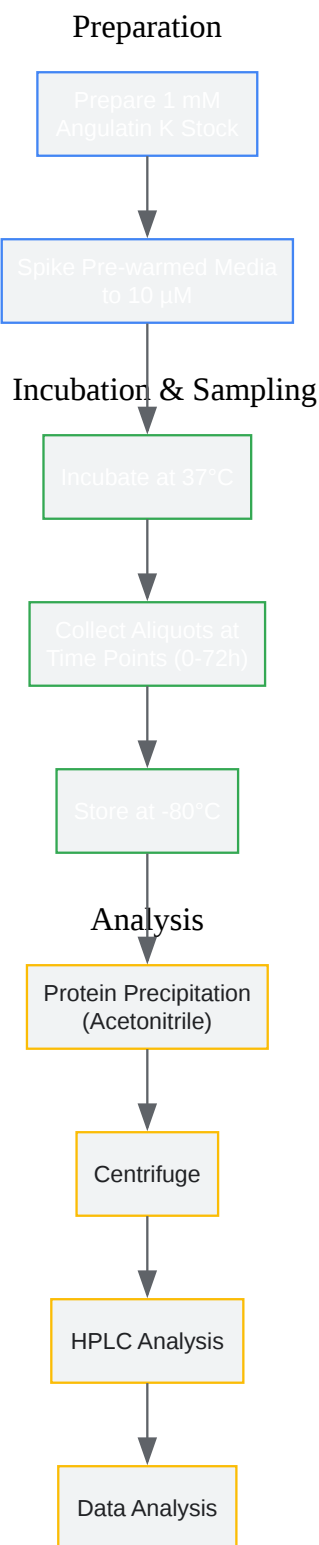 Preparation
Prepare 1 mM
Angulatin K Stock
Spike Pre-warmed Media
to 10 µM
Incubation & Sampling
Incubate at 37°C
Collect Aliquots at
Time Points (0-72h)
Store at -80°C
Analysis
Protein Precipitation
(Acetonitrile)
Centrifuge
HPLC Analysis
Data Analysis